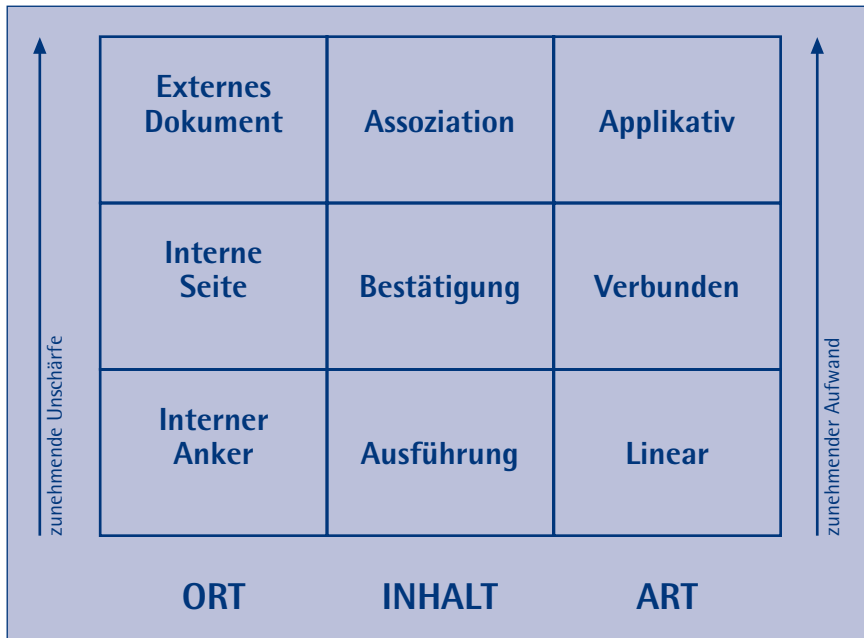 Externes
Dokument
Assoziation
Applikativ
Interne
Seite
Bestätigung
Verbunden
Interner
Anker
Ausführung
Linear
zunehmende Unschärfe
zunehmender Aufwand
ORT
INHALT
ART